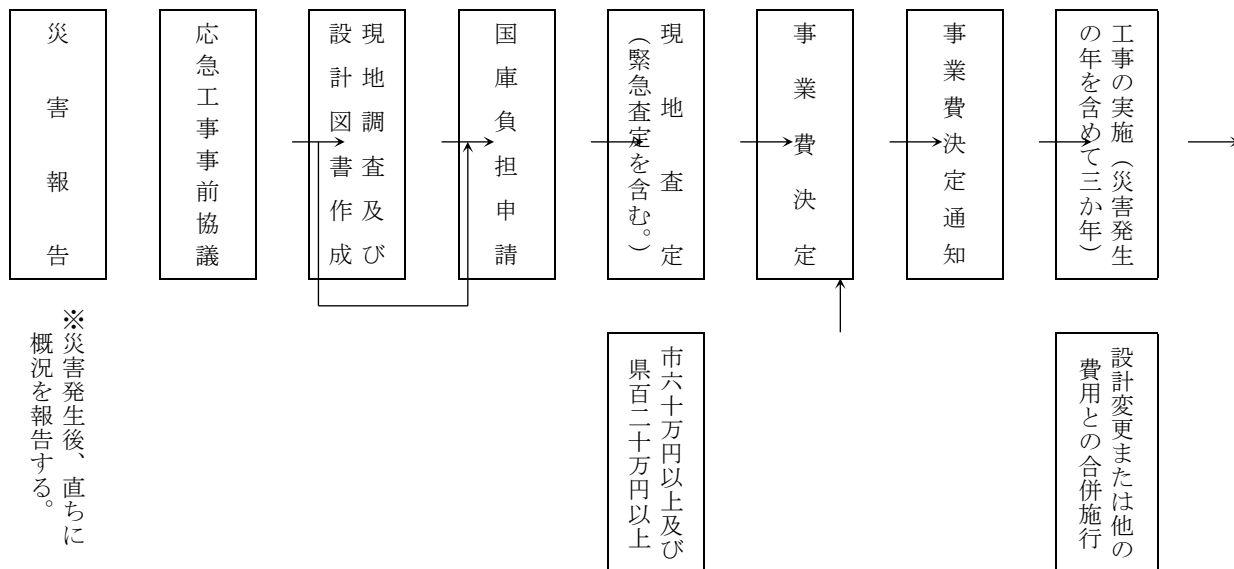 災害報告
応急工事事前協議
現地調査及び
設計図書作成
国庫負担申請
現地査定
（緊急査定を含む。）
事業費決定
事業費決定通知
工事の実施（災害発生
の年を含めて三か年）
※災害発生後、直ちに
概況を報告する。
市六十万円以上及び
県百二十万円以上
設計変更または他の
費用との合併施行